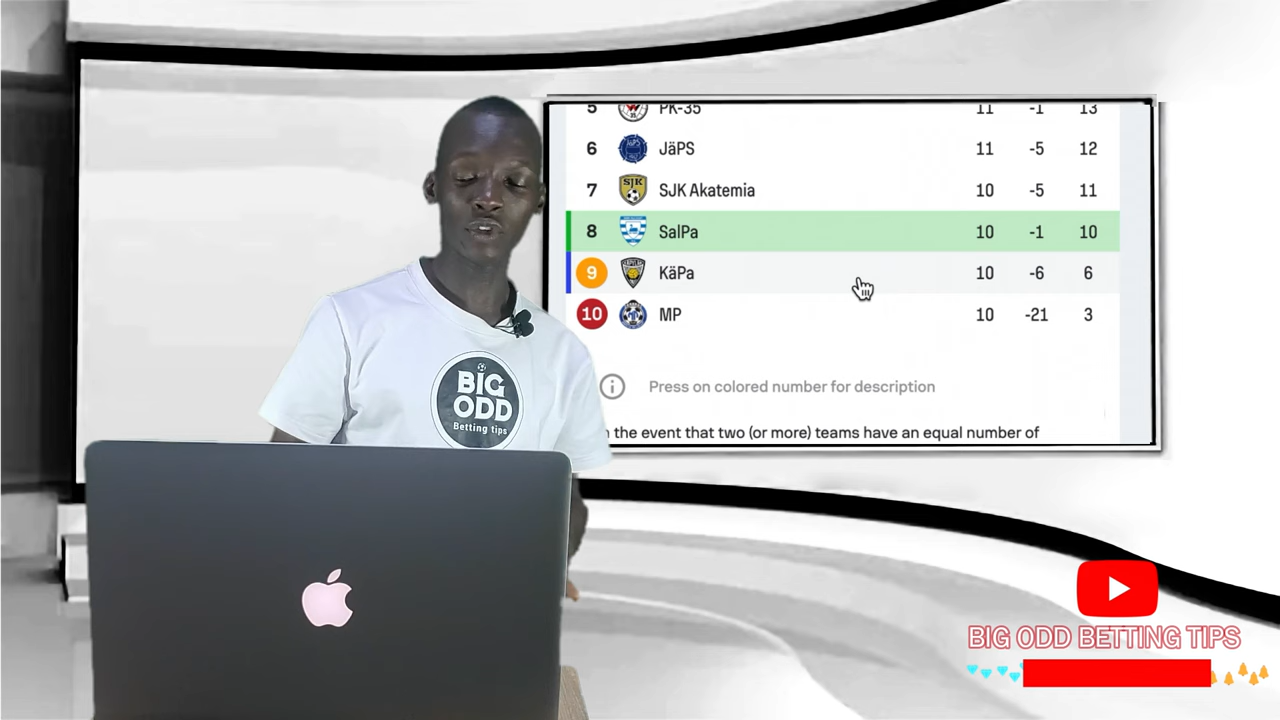 5 PK-35 11 -1 13
6 JäPS 11 -5 12
7 SJK Akatemia 10 -5 11
8 SalPa 10 -1 10
9 KäPa 10 -6 6
10 MP 10 -21 3
Press on colored number for description
the event that two (or more) teams have an equal number of
BIG
ODD
Betting tips
BIG ODD BETTING TIPS